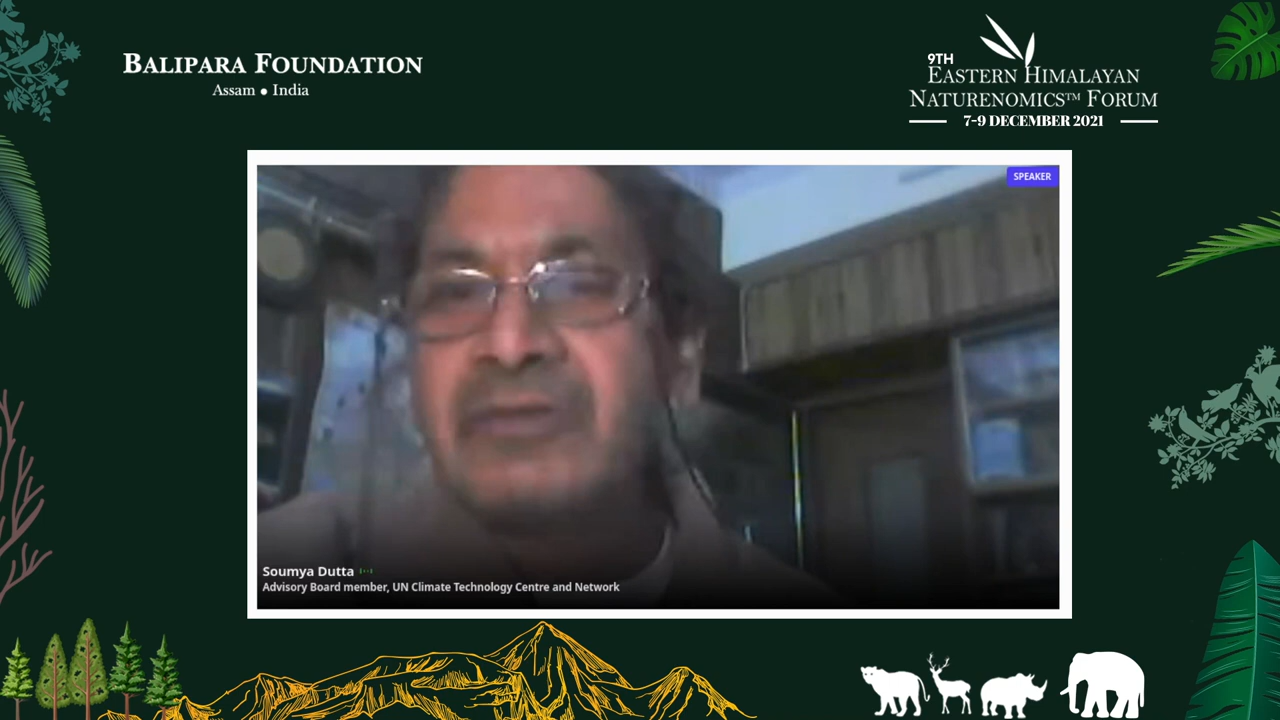 BALIPARA FOUNDATION
Assam ● India
9TH
EASTERN HIMALAYAN
NATURENOMICS™ FORUM
7-9 DECEMBER 2021
SPEAKER
Soumya Dutta
Advisory Board member, UN Climate Technology Centre and Network